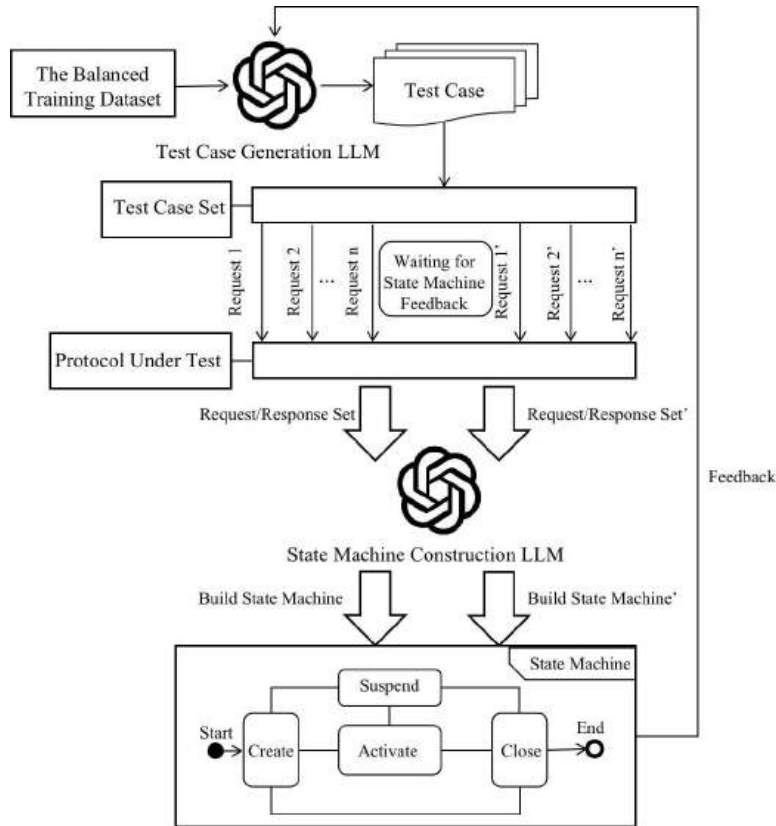 The Balanced
Training Dataset
Test Case
Test Case Generation LLM
Test Case Set
Request 1
Request 2
...
Request n
Waiting for
State Machine
Feedback
Request 1’
Request 2’
...
Request n’
Protocol Under Test
Request/Response Set
Request/Response Set’
Feedback
State Machine Construction LLM
Build State Machine
Build State Machine’
State Machine
Suspend
Start
End
Create
Activate
Close